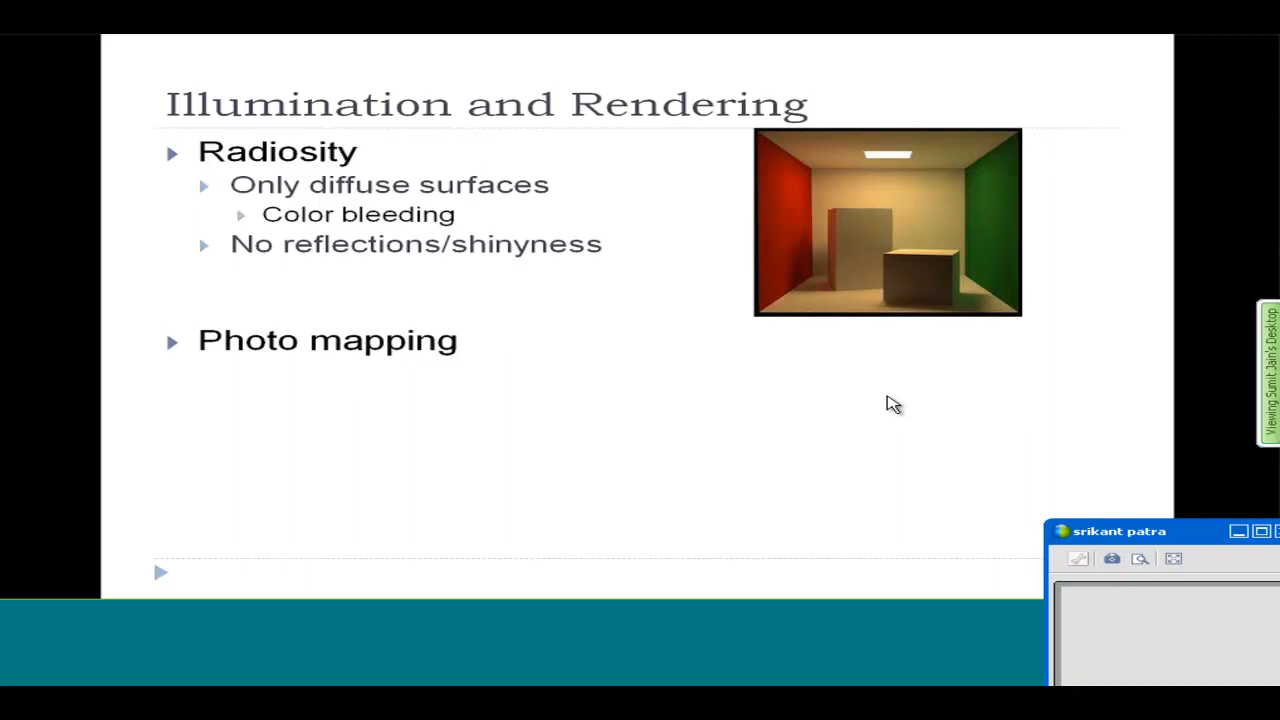 Illumination and Rendering
Radiosity
Only diffuse surfaces
Color bleeding
No reflections/shinyness
Photo mapping
Viewing Sumit Jain's Desktop
srikant patra